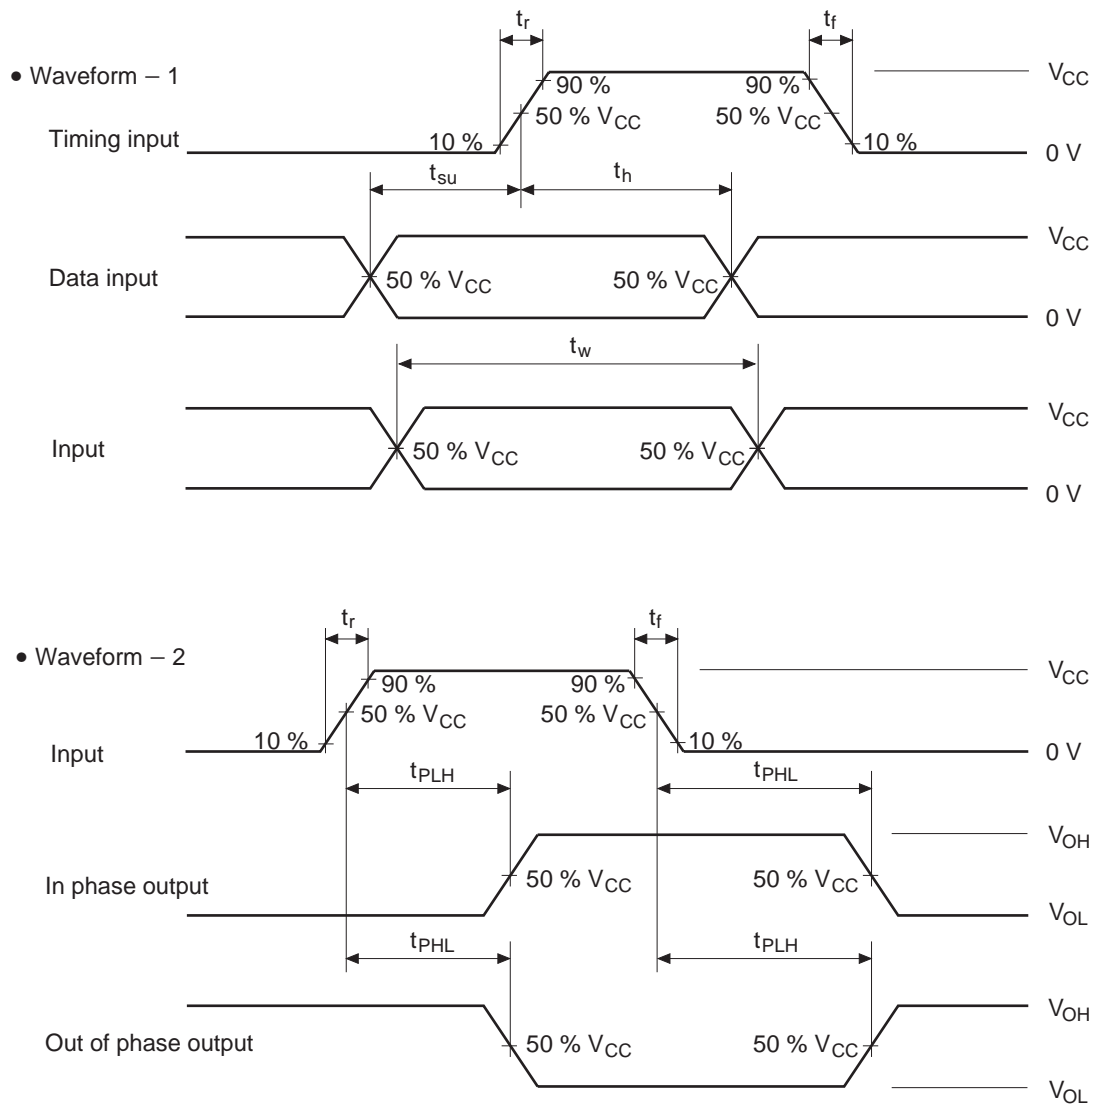 tr
tf
• Waveform – 1
VCC
90 %
90 %
50 % VCC
50 % VCC
Timing input
10 %
10 %
0 V
tsu
th
VCC
Data input
50 % VCC
50 % VCC
0 V
tw
VCC
Input
50 % VCC
50 % VCC
0 V
tr
tf
• Waveform – 2
VCC
90 %
90 %
50 % VCC
50 % VCC
Input
10 %
10 %
0 V
tPLH
tPHL
VOH
In phase output
50 % VCC
50 % VCC
VOL
tPHL
tPLH
VOH
Out of phase output
50 % VCC
50 % VCC
VOL